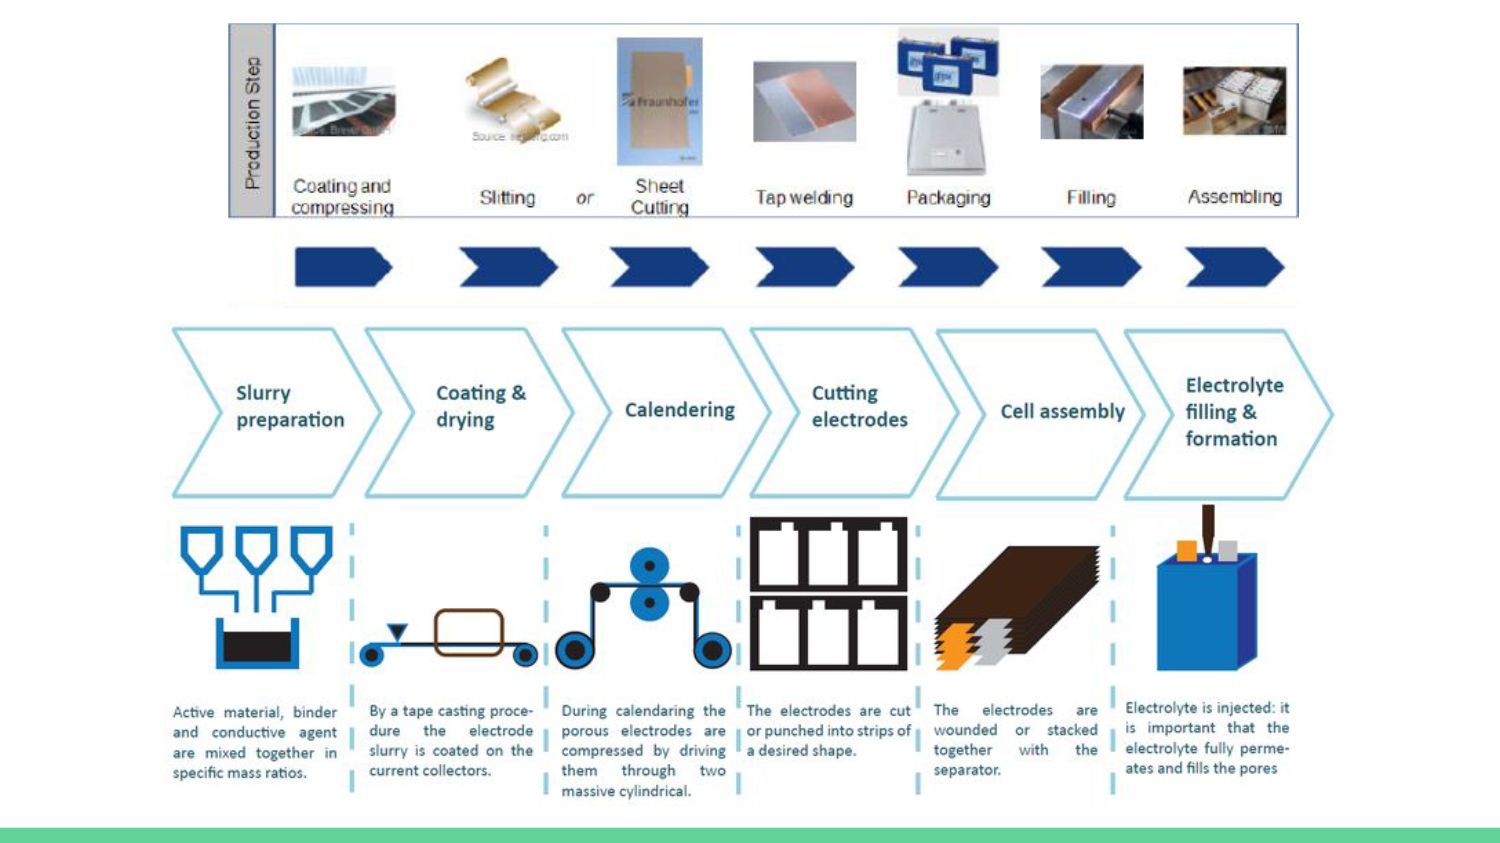 Production Step
Coating and
compressing
Slitting
or
Sheet
Cutting
Tap welding
Packaging
Filling
Assembling
Fraunhofer
Slurry
preparation
Coating &
drying
Calendering
Cutting
electrodes
Cell assembly
Electrolyte
filling &
formation
Active material, binder
and conductive agent
are mixed together in
specific mass ratios.
By a tape casting proce-
dure the electrode
slurry is coated on the
current collectors.
During calendaring the
porous electrodes are
compressed by driving
them through two
massive cylindrical.
The electrodes are cut
or punched into strips of
a desired shape.
The electrodes are
wounded or stacked
together with the
separator.
Electrolyte is injected: it
is important that the
electrolyte fully perme-
ates and fills the pores